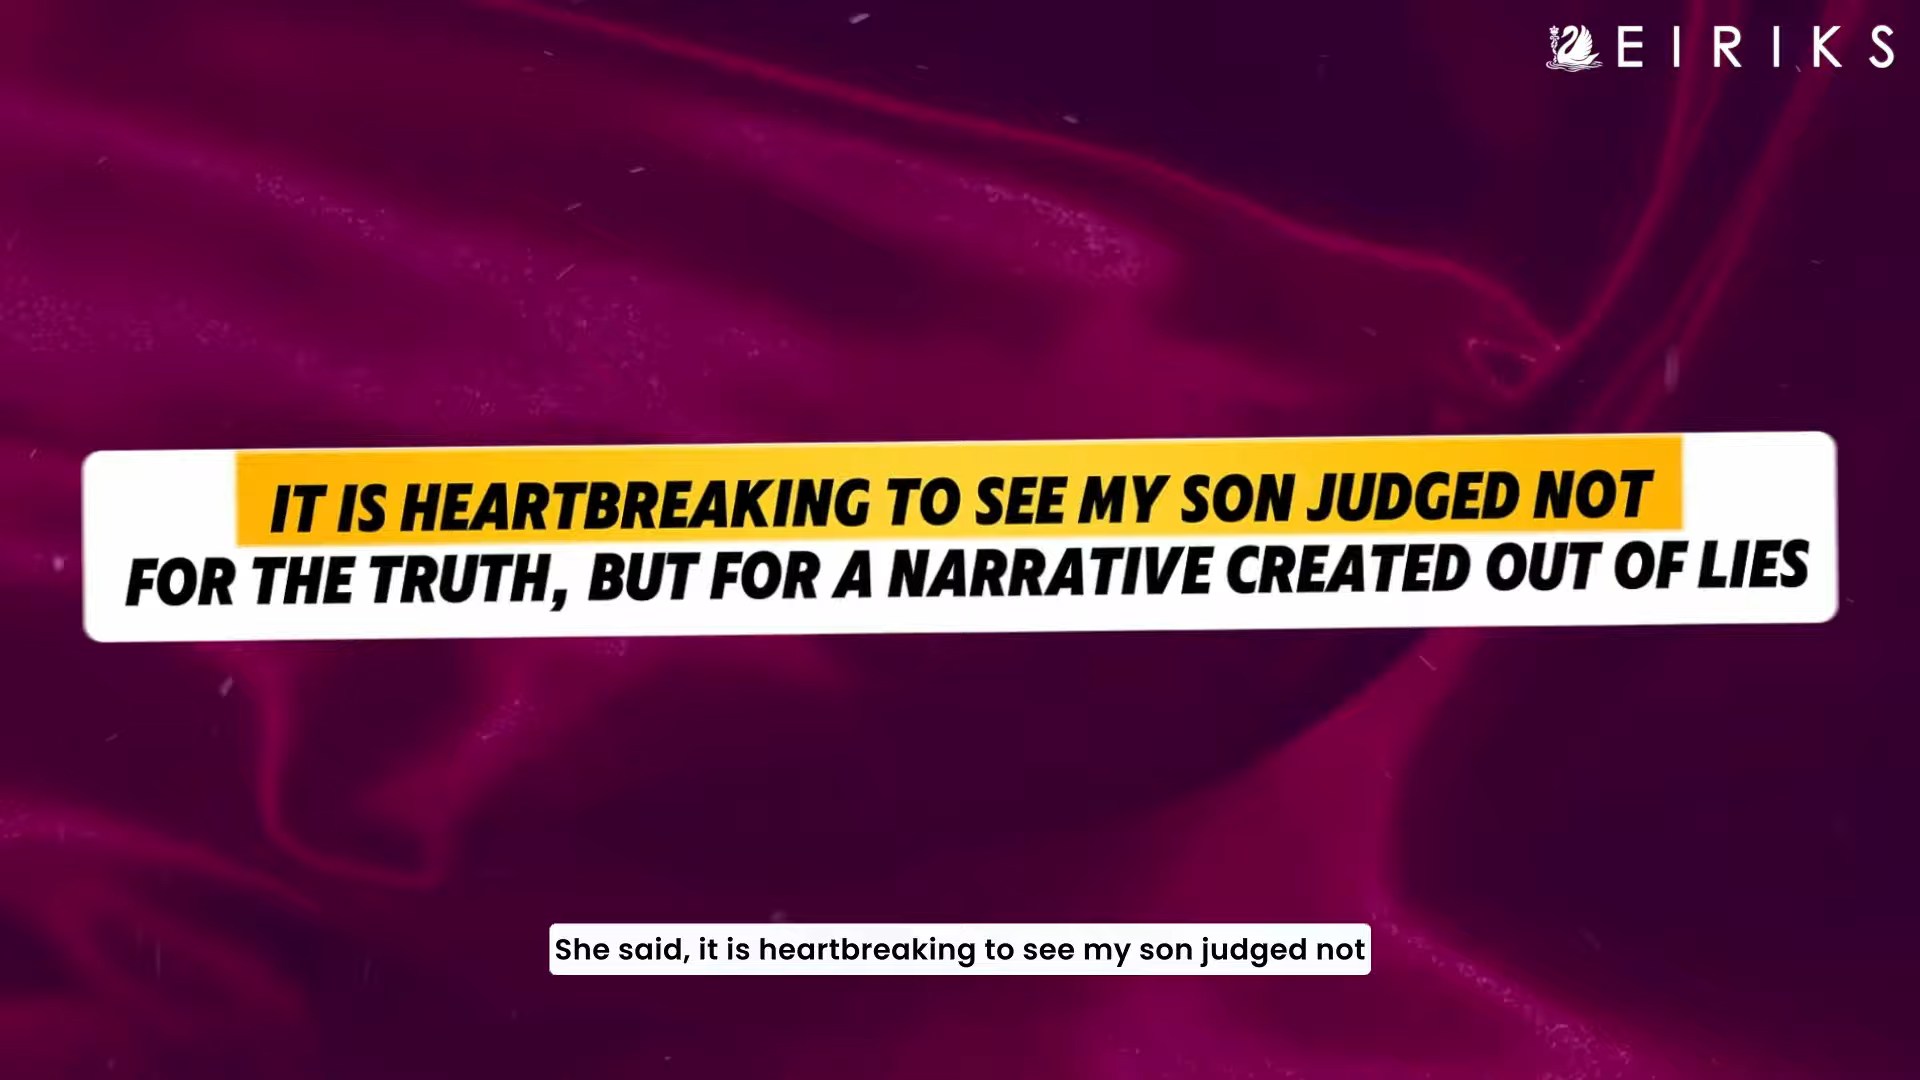 EIRIKS
IT IS HEARTBREAKING TO SEE MY SON JUDGED NOT
FOR THE TRUTH, BUT FOR A NARRATIVE CREATED OUT OF LIES
She said, it is heartbreaking to see my son judged not